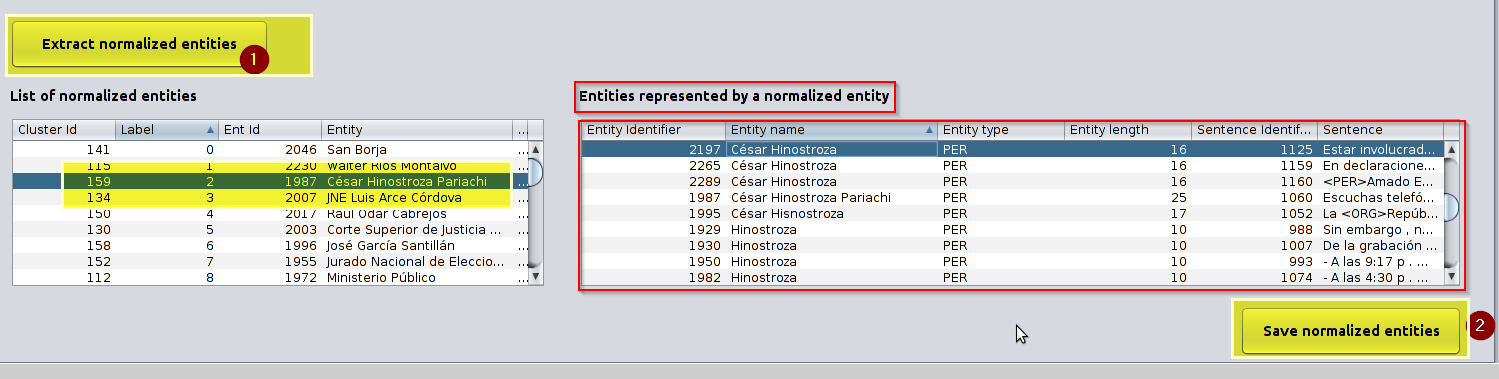 Extract normalized entities
1
List of normalized entities
Entities represented by a normalized entity
Cluster Id Label Ent Id Entity ...
141 0 2046 San Borja ...
115 1 2230 Walter Ríos Montalvo ...
159 2 1987 César Hinostroza Pariachi ...
134 3 2007 JNE Luis Arce Córdova ...
150 4 2017 Raúl Odar Cabrejos ...
130 5 2003 Corte Superior de Justicia ... ...
158 6 1996 José García Santillán ...
152 7 1955 Jurado Nacional de Eleccio... ...
112 8 1972 Ministerio Público ...
Entity Identifier Entity name Entity type Entity length Sentence Identif... Sentence
2197 César Hinostroza PER 16 1125 Estar involucrad...
2265 César Hinostroza PER 16 1159 En declaracione...
2289 César Hinostroza PER 16 1160 <PER>Amado E...
1987 César Hinostroza Pariachi PER 25 1060 Escuchas telefó...
1995 César Hisnostroza PER 17 1052 La <ORG>Repúb...
1929 Hinostroza PER 10 988 Sin embargo , n...
1930 Hinostroza PER 10 1007 De la grabación ...
1950 Hinostroza PER 10 993 - A las 9:17 p . ...
1982 Hinostroza PER 10 1074 - A las 4:30 p . ...
Save normalized entities
2